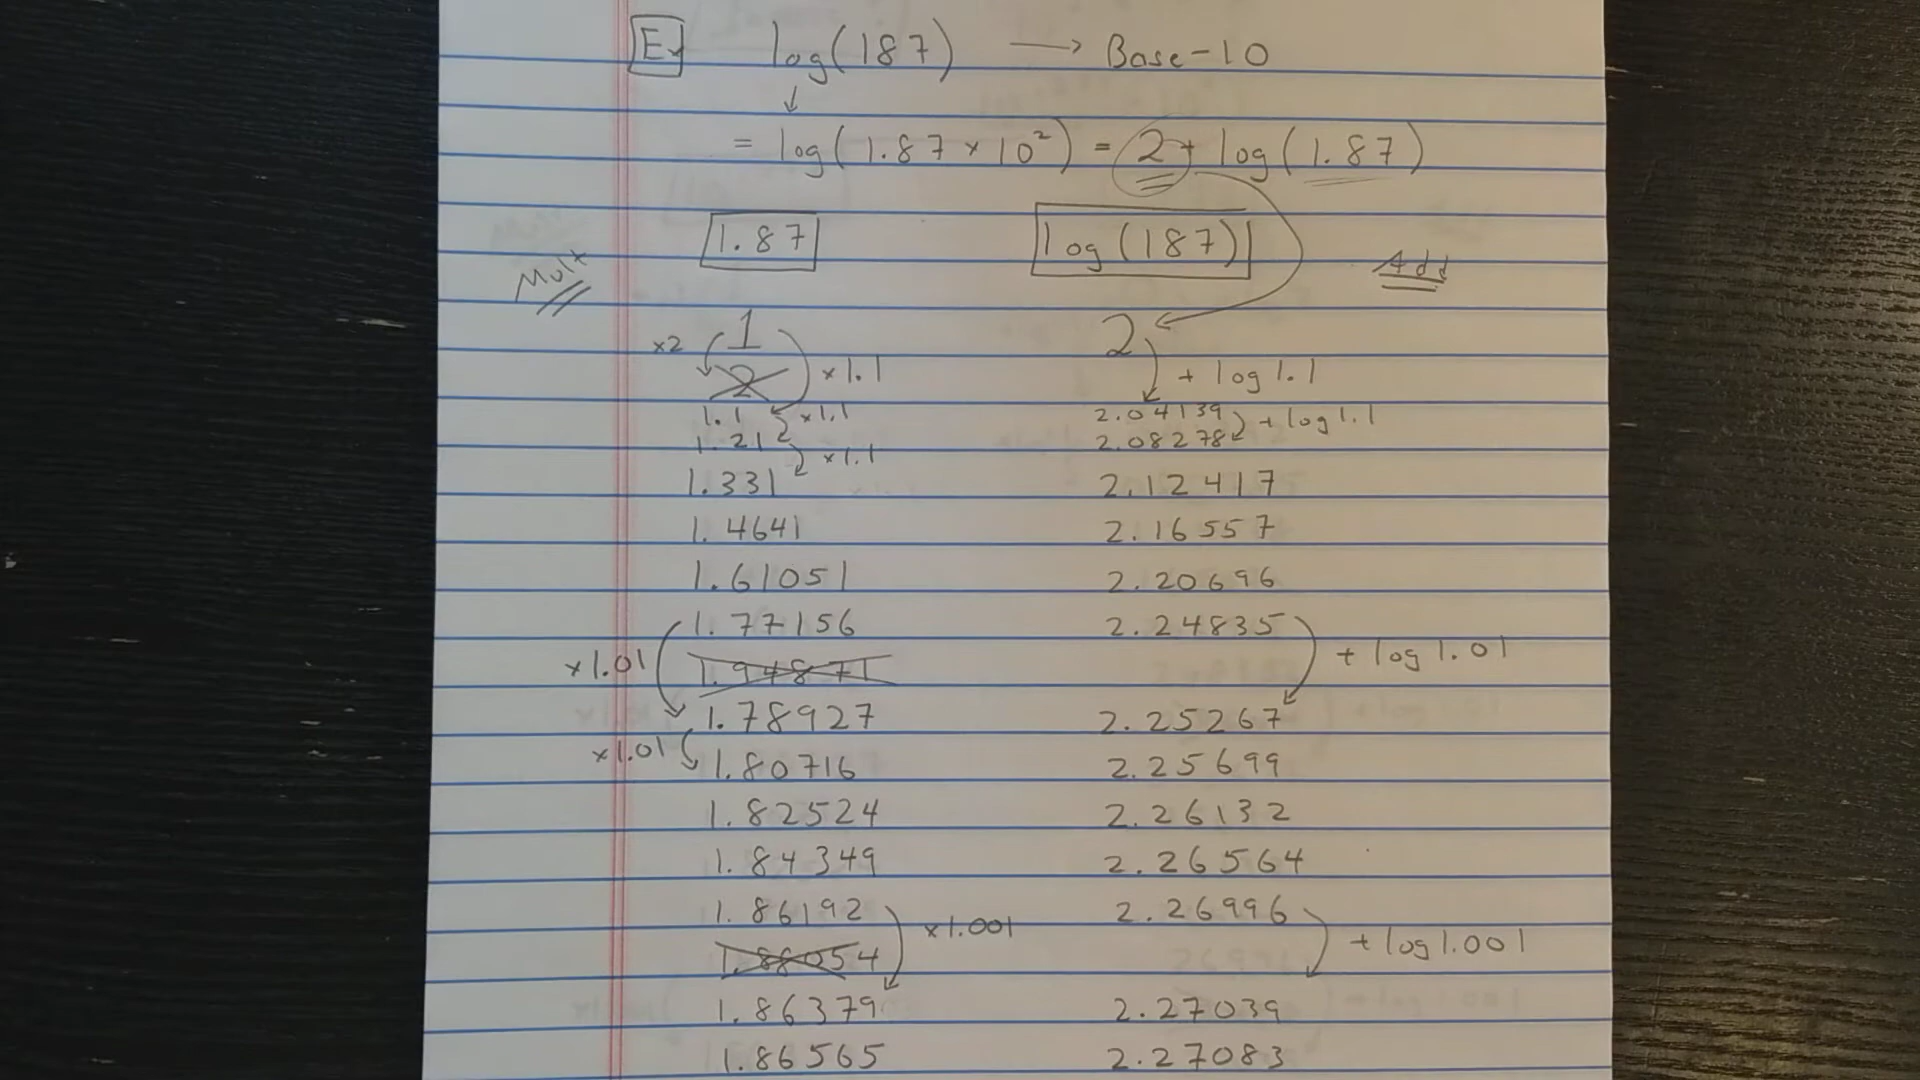 Ex log(187) → Base-10
↓
= log(1.87 × 10²) = 2 + log(1.87)
1.87 log(187)
Mult Add
1 2
×2 ×1.1 + log 1.1
2
1.1 ×1.1 2.04139 + log 1.1
1.21 ×1.1 2.08278
1.331 2.12417
1.4641 2.16557
1.61051 2.20696
1.77156 2.24835
×1.01 1.94871 + log 1.01
1.78927 2.25267
×1.01 1.80716 2.25699
1.82524 2.26132
1.84349 2.26564
1.86192 2.26996
×1.001 + log 1.001
1.88054
1.86379 2.27039
1.86565 2.27083